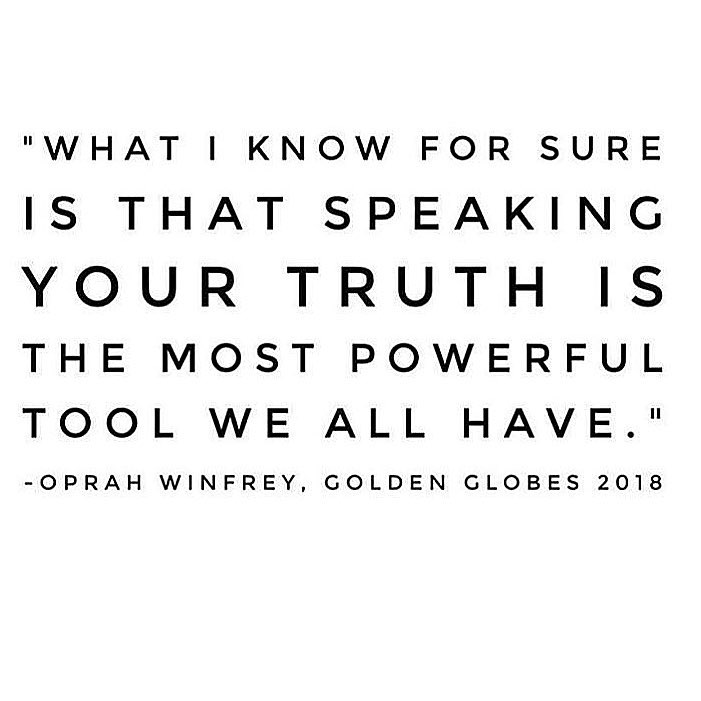 "WHAT I KNOW FOR SURE
IS THAT SPEAKING
YOUR TRUTH IS
THE MOST POWERFUL
TOOL WE ALL HAVE."
-OPRAH WINFREY, GOLDEN GLOBES 2018